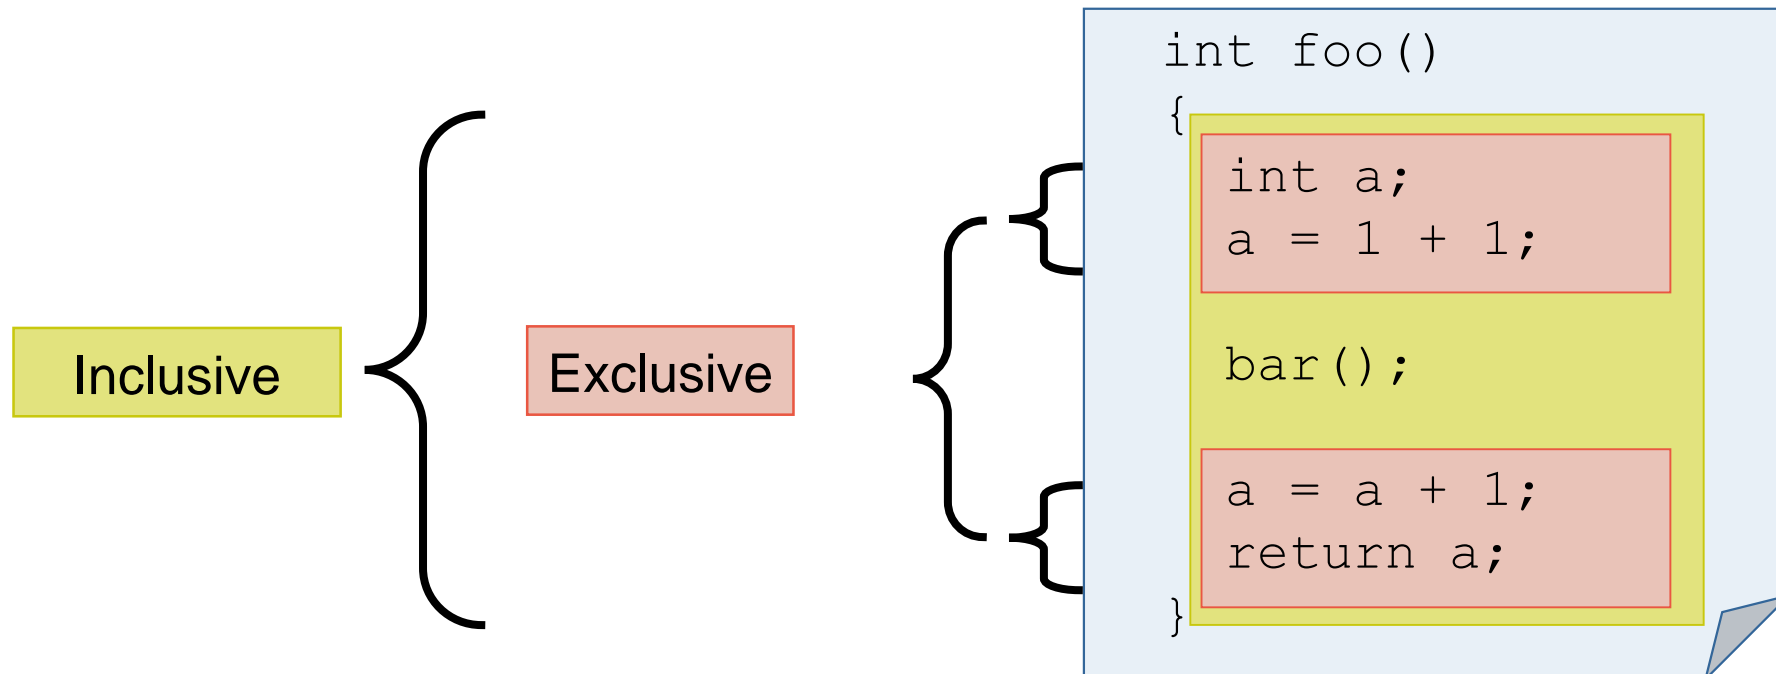 Inclusive
Exclusive
int foo()
{
int a;
a = 1 + 1;
bar();
a = a + 1;
return a;
}